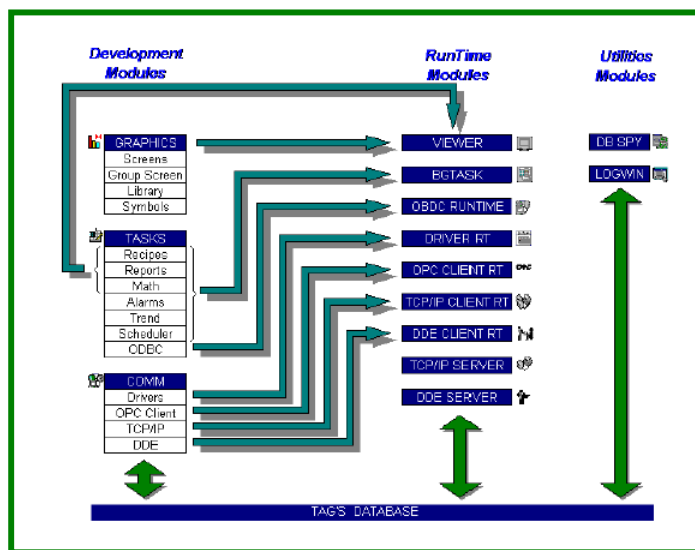 Development
Modules
RunTime
Modules
Utilities
Modules
GRAPHICS
Screens
Group Screen
Library
Symbols
TASKS
Recipes
Reports
Math
Alarms
Trend
Scheduler
ODBC
COMM
Drivers
OPC Client
TCP/IP
DDE
VIEWER
BGTASK
OBDC RUNTIME
DRIVER RT
OPC CLIENT RT
TCP/IP CLIENT RT
DDE CLIENT RT
TCP/IP SERVER
DDE SERVER
DB SPY
LOGWIN
TAG'S DATABASE